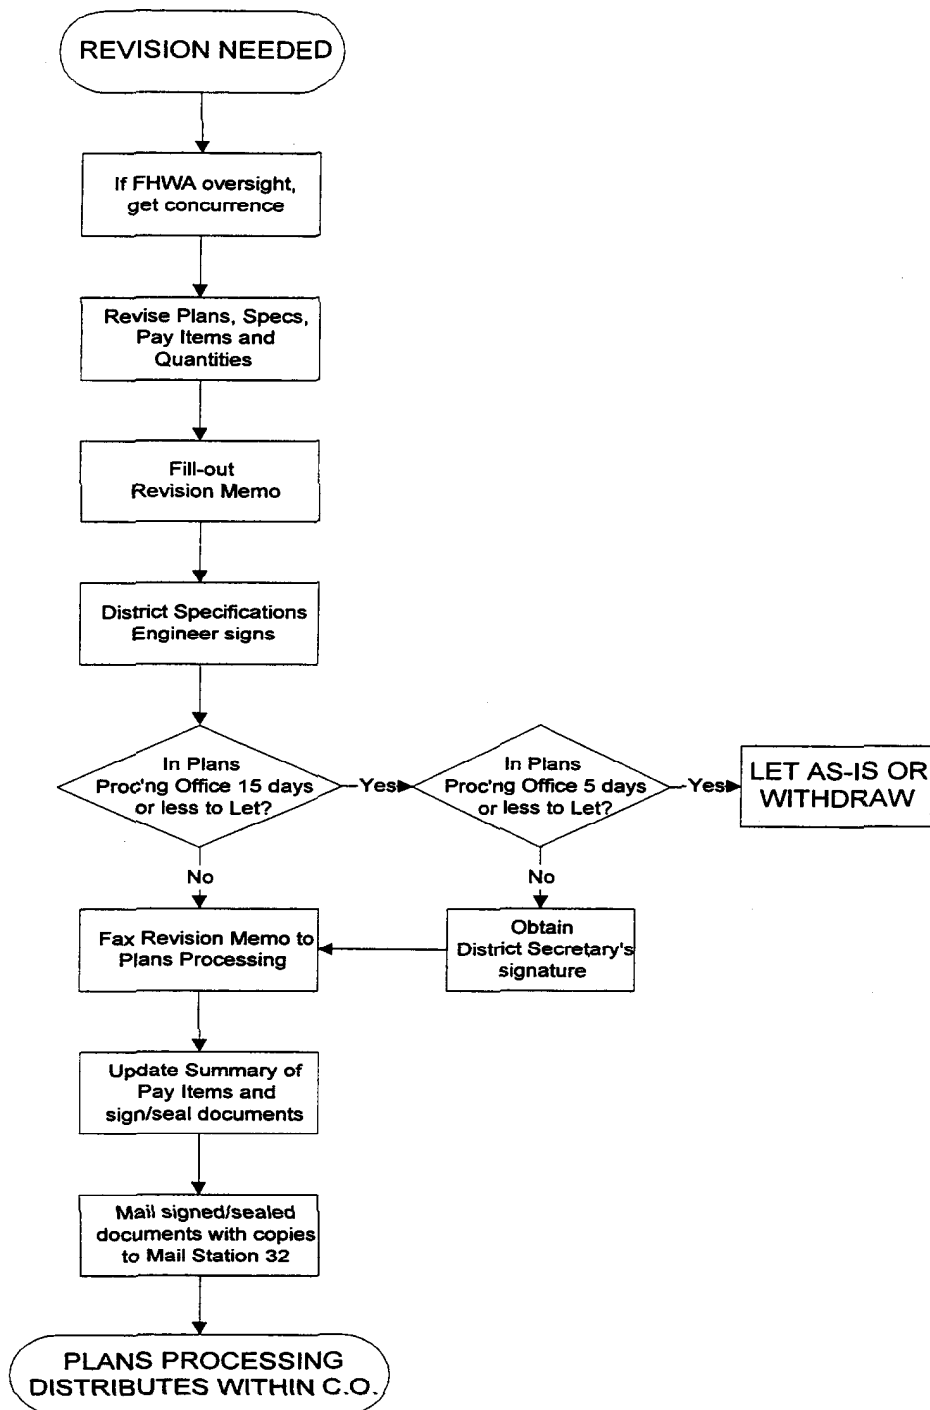 REVISION NEEDED
If FHWA oversight,
get concurrence
Revise Plans, Specs,
Pay Items and
Quantities
Fill-out
Revision Memo
District Specifications
Engineer signs
In Plans
Proc'ng Office 15 days
or less to Let?
Yes
In Plans
Proc'ng Office 5 days
or less to Let?
Yes
LET AS-IS OR
WITHDRAW
No
No
Fax Revision Memo to
Plans Processing
Obtain
District Secretary's
signature
Update Summary of
Pay Items and
sign/seal documents
Mail signed/sealed
documents with copies
to Mail Station 32
PLANS PROCESSING
DISTRIBUTES WITHIN C.O.